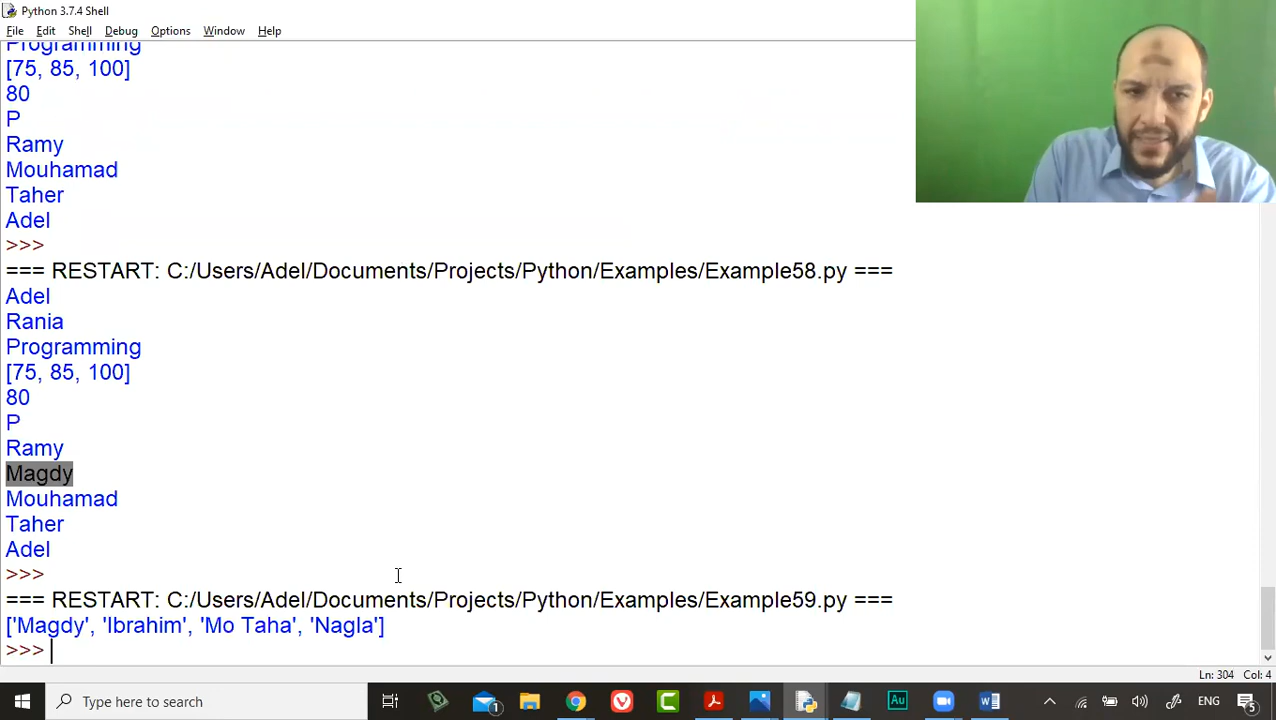 Python 3.7.4 Shell
File Edit Shell Debug Options Window Help
Programming
[75, 85, 100]
80
P
Ramy
Mouhamad
Taher
Adel
>>>
=== RESTART: C:/Users/Adel/Documents/Projects/Python/Examples/Example58.py ===
Adel
Rania
Programming
[75, 85, 100]
80
P
Ramy
Magdy
Mouhamad
Taher
Adel
>>>
=== RESTART: C:/Users/Adel/Documents/Projects/Python/Examples/Example59.py ===
['Magdy', 'Ibrahim', 'Mo Taha', 'Nagla']
>>>
Ln: 304 Col: 4
Type here to search
1
Au
W
ENG
5